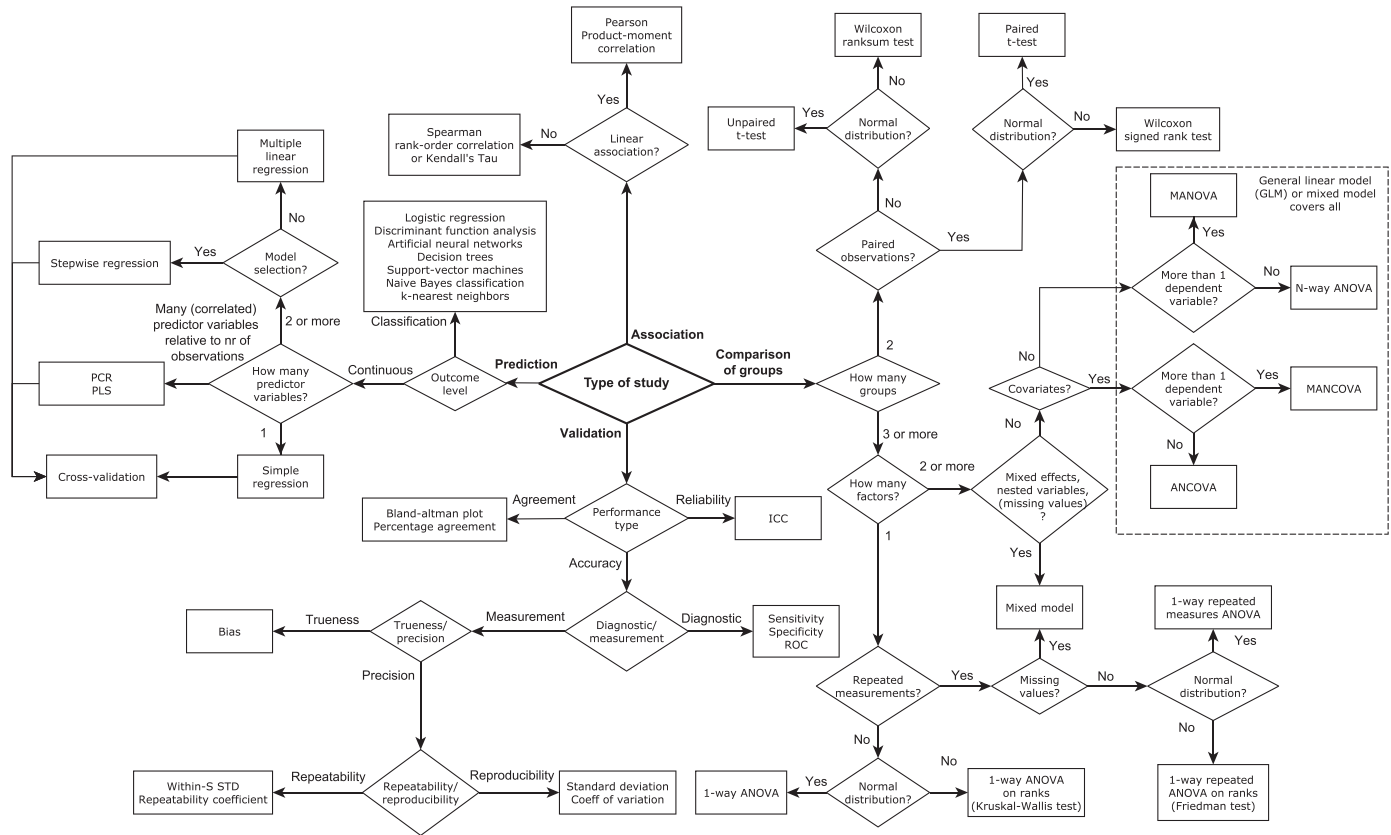 Pearson
Product-moment
correlation
Yes
Linear
association?
No
Spearman
rank-order correlation
or Kendall's Tau
Association
Type of study
Prediction
Outcome
level
Classification
Logistic regression
Discriminant function analysis
Artificial neural networks
Decision trees
Support-vector machines
Naive Bayes classification
k-nearest neighbors
Continuous
How many
predictor
variables?
2 or more
Model
selection?
No
Multiple
linear
regression
Yes
Stepwise regression
Many (correlated)
predictor variables
relative to nr of
observations
PCR
PLS
1
Simple
regression
Cross-validation
Comparison
of groups
How many
groups
2
Paired
observations?
No
Normal
distribution?
No
Wilcoxon
ranksum test
Yes
Unpaired
t-test
Yes
Normal
distribution?
Yes
Paired
t-test
No
Wilcoxon
signed rank test
3 or more
How many
factors?
2 or more
Mixed effects,
nested variables,
(missing values)
?
No
Covariates?
No
Yes
General linear model
(GLM) or mixed model
covers all
MANOVA
Yes
More than 1
dependent
variable?
No
N-way ANOVA
More than 1
dependent
variable?
Yes
MANCOVA
No
ANCOVA
Yes
Mixed model
1
Repeated
measurements?
Yes
Missing
values?
Yes
No
Normal
distribution?
Yes
1-way repeated
measures ANOVA
No
1-way repeated
ANOVA on ranks
(Friedman test)
No
Normal
distribution?
Yes
1-way ANOVA
No
1-way ANOVA
on ranks
(Kruskal-Wallis test)
Validation
Performance
type
Agreement
Bland-altman plot
Percentage agreement
Reliability
ICC
Accuracy
Diagnostic/
measurement
Diagnostic
Sensitivity
Specificity
ROC
Measurement
Trueness/
precision
Trueness
Bias
Precision
Repeatability/
reproducibility
Repeatability
Within-S STD
Repeatability coefficient
Reproducibility
Standard deviation
Coeff of variation